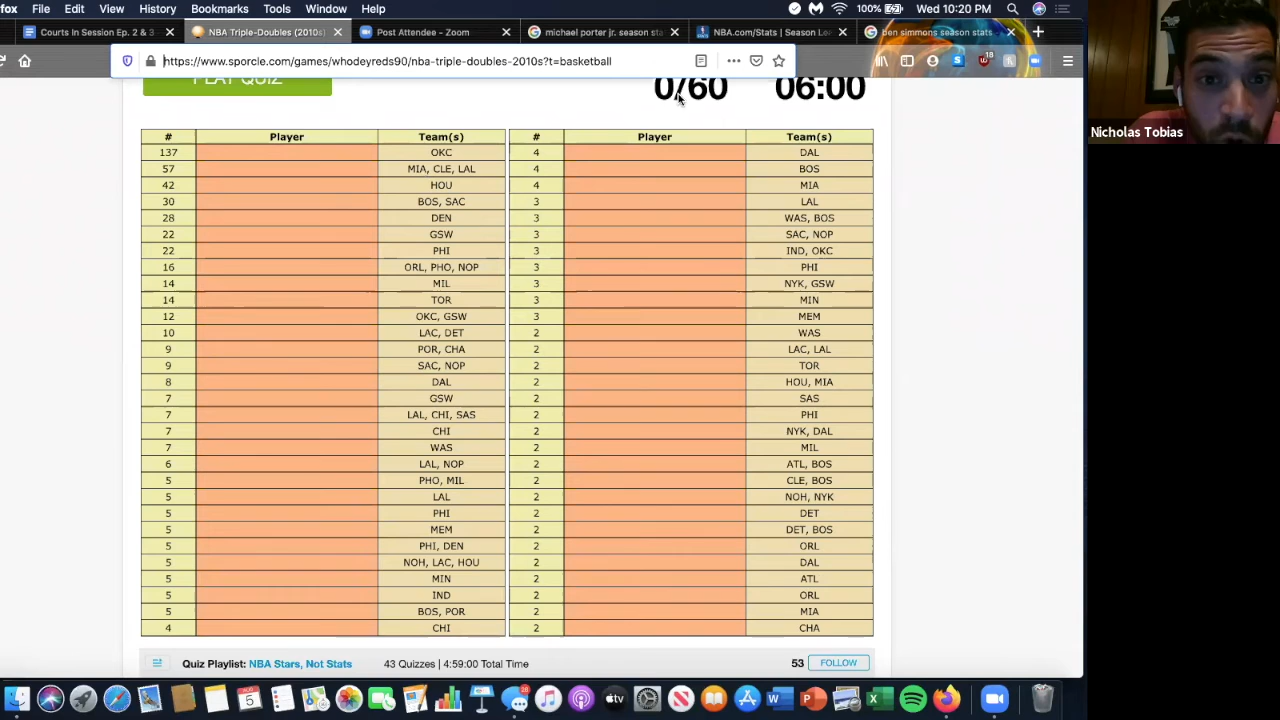 fox File Edit View History Bookmarks Tools Window Help 100% Wed 10:20 PM
Courts in Session Ep. 2 & 3 NBA Triple-Doubles (2010s) Post Attendee - Zoom michael porter jr. season sta NBA.com/Stats | Season Le ben simmons season stats
https://www.sporcle.com/games/whodeyreds90/nba-triple-doubles-2010s?t=basketball 18
PLAY QUIZ 0/60 06:00
Nicholas Tobias
# Player Team(s) # Player Team(s)
137 OKC 4 DAL
57 MIA, CLE, LAL 4 BOS
42 HOU 4 MIA
30 BOS, SAC 3 LAL
28 DEN 3 WAS, BOS
22 GSW 3 SAC, NOP
22 PHI 3 IND, OKC
16 ORL, PHO, NOP 3 PHI
14 MIL 3 NYK, GSW
14 TOR 3 MIN
12 OKC, GSW 3 MEM
10 LAC, DET 2 WAS
9 POR, CHA 2 LAC, LAL
9 SAC, NOP 2 TOR
8 DAL 2 HOU, MIA
7 GSW 2 SAS
7 LAL, CHI, SAS 2 PHI
7 CHI 2 NYK, DAL
7 WAS 2 MIL
6 LAL, NOP 2 ATL, BOS
5 PHO, MIL 2 CLE, BOS
5 LAL 2 NOH, NYK
5 PHI 2 DET
5 MEM 2 DET, BOS
5 PHI, DEN 2 ORL
5 NOH, LAC, HOU 2 DAL
5 MIN 2 ATL
5 IND 2 ORL
5 BOS, POR 2 MIA
4 CHI 2 CHA
Quiz Playlist: NBA Stars, Not Stats 43 Quizzes | 4:59:00 Total Time 53 FOLLOW
AUG
5
tv